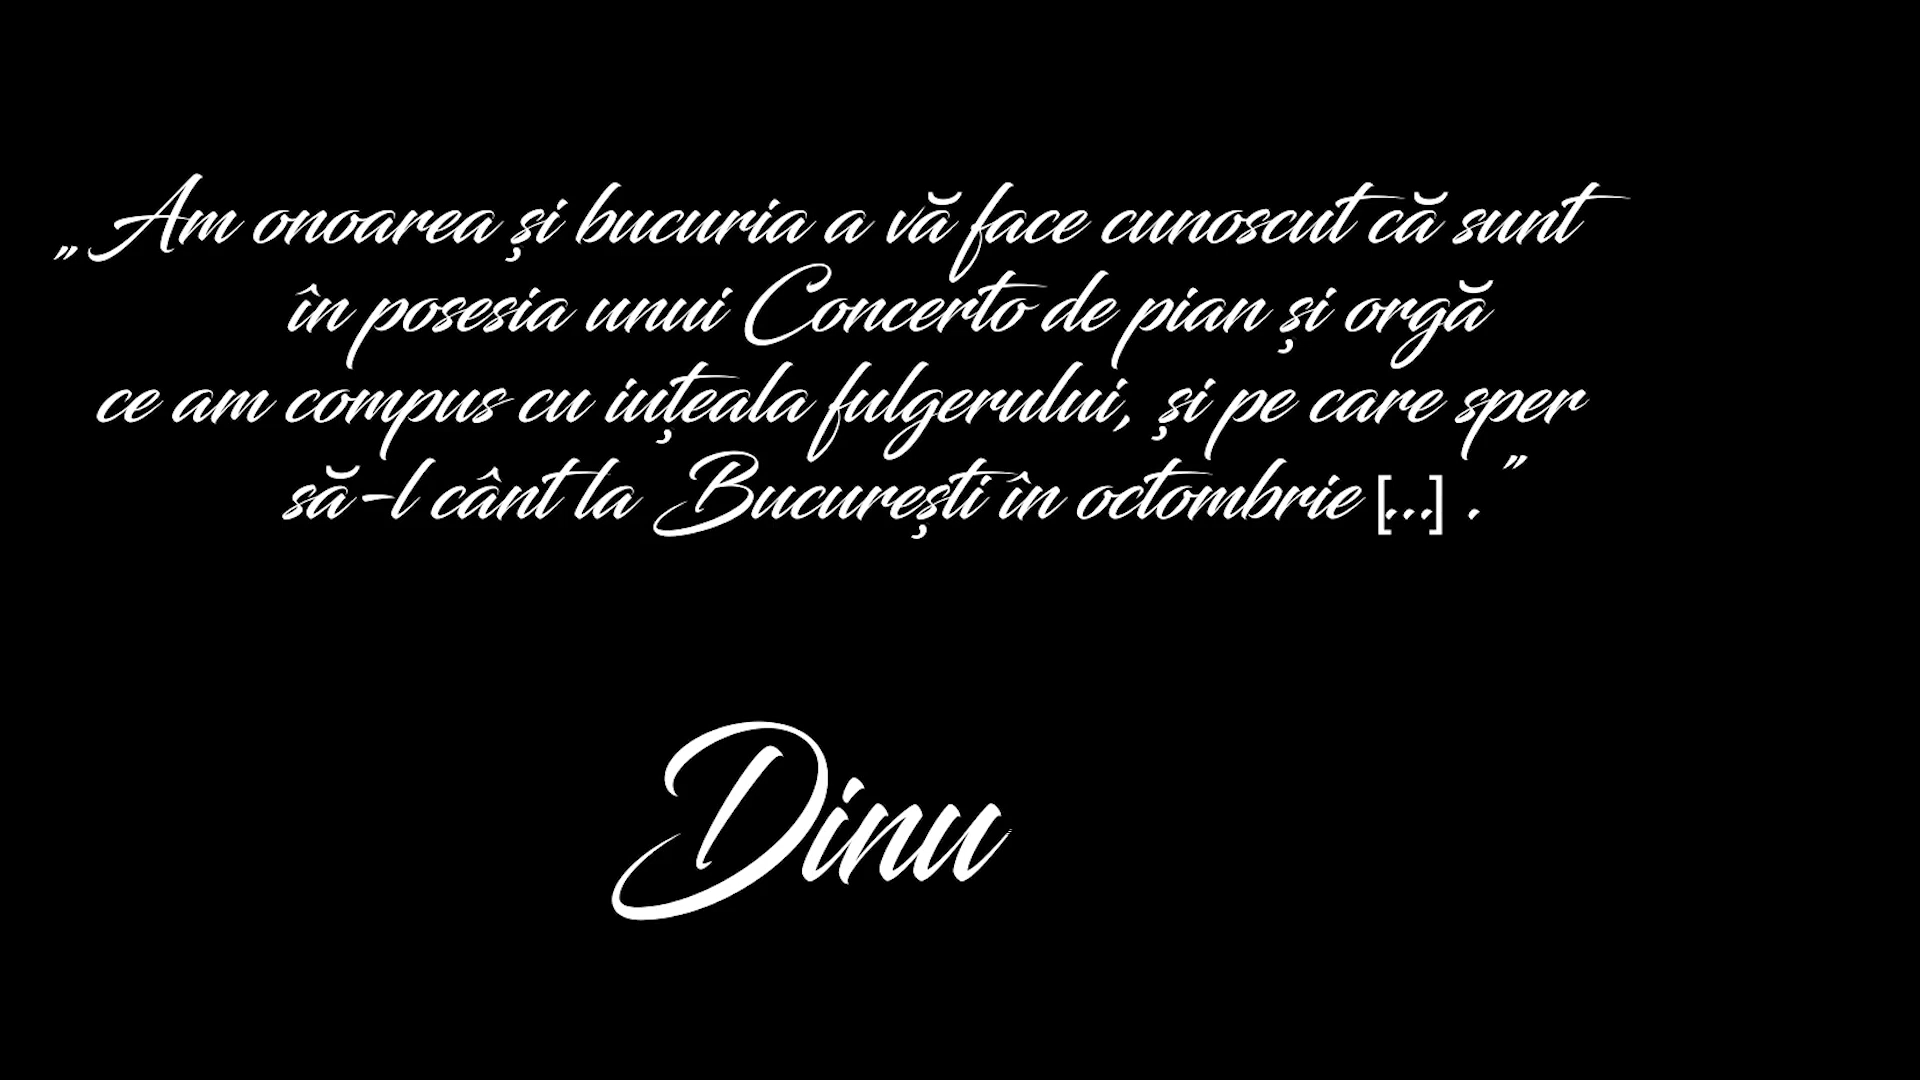 „Am onoarea și bucuria a vă face cunoscut că sunt
în posesia unui Concerto de pian și orgă
ce am compus cu iuțeala fulgerului, și pe care sper
să-l cânt la București în octombrie [...] .”
Dinu